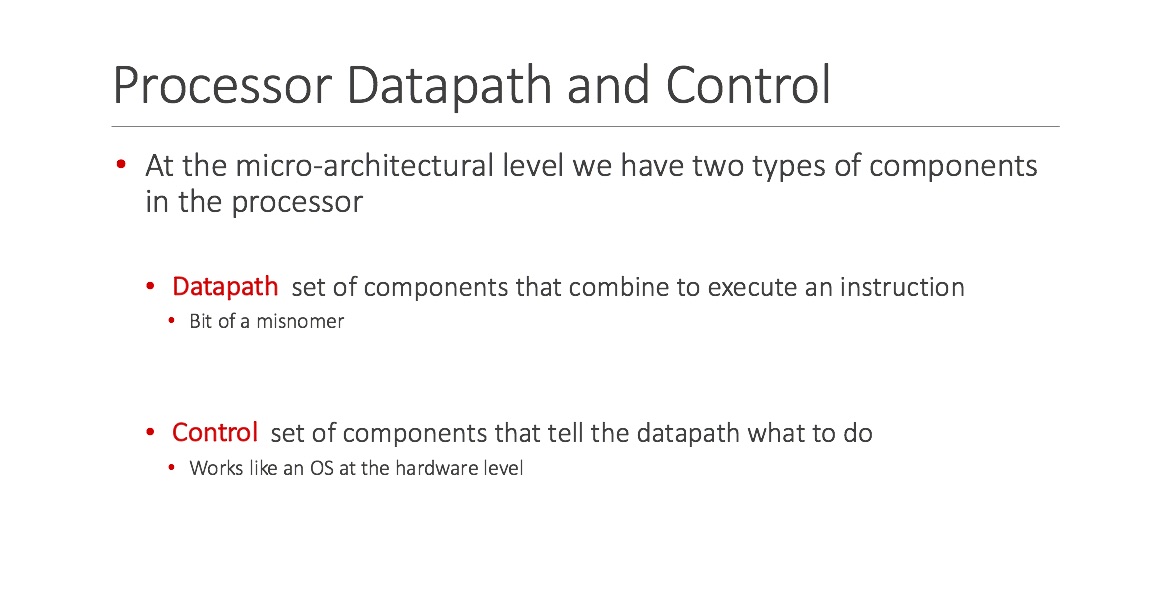 Processor Datapath and Control
• At the micro-architectural level we have two types of components
in the processor
• Datapath set of components that combine to execute an instruction
• Bit of a misnomer
• Control set of components that tell the datapath what to do
• Works like an OS at the hardware level